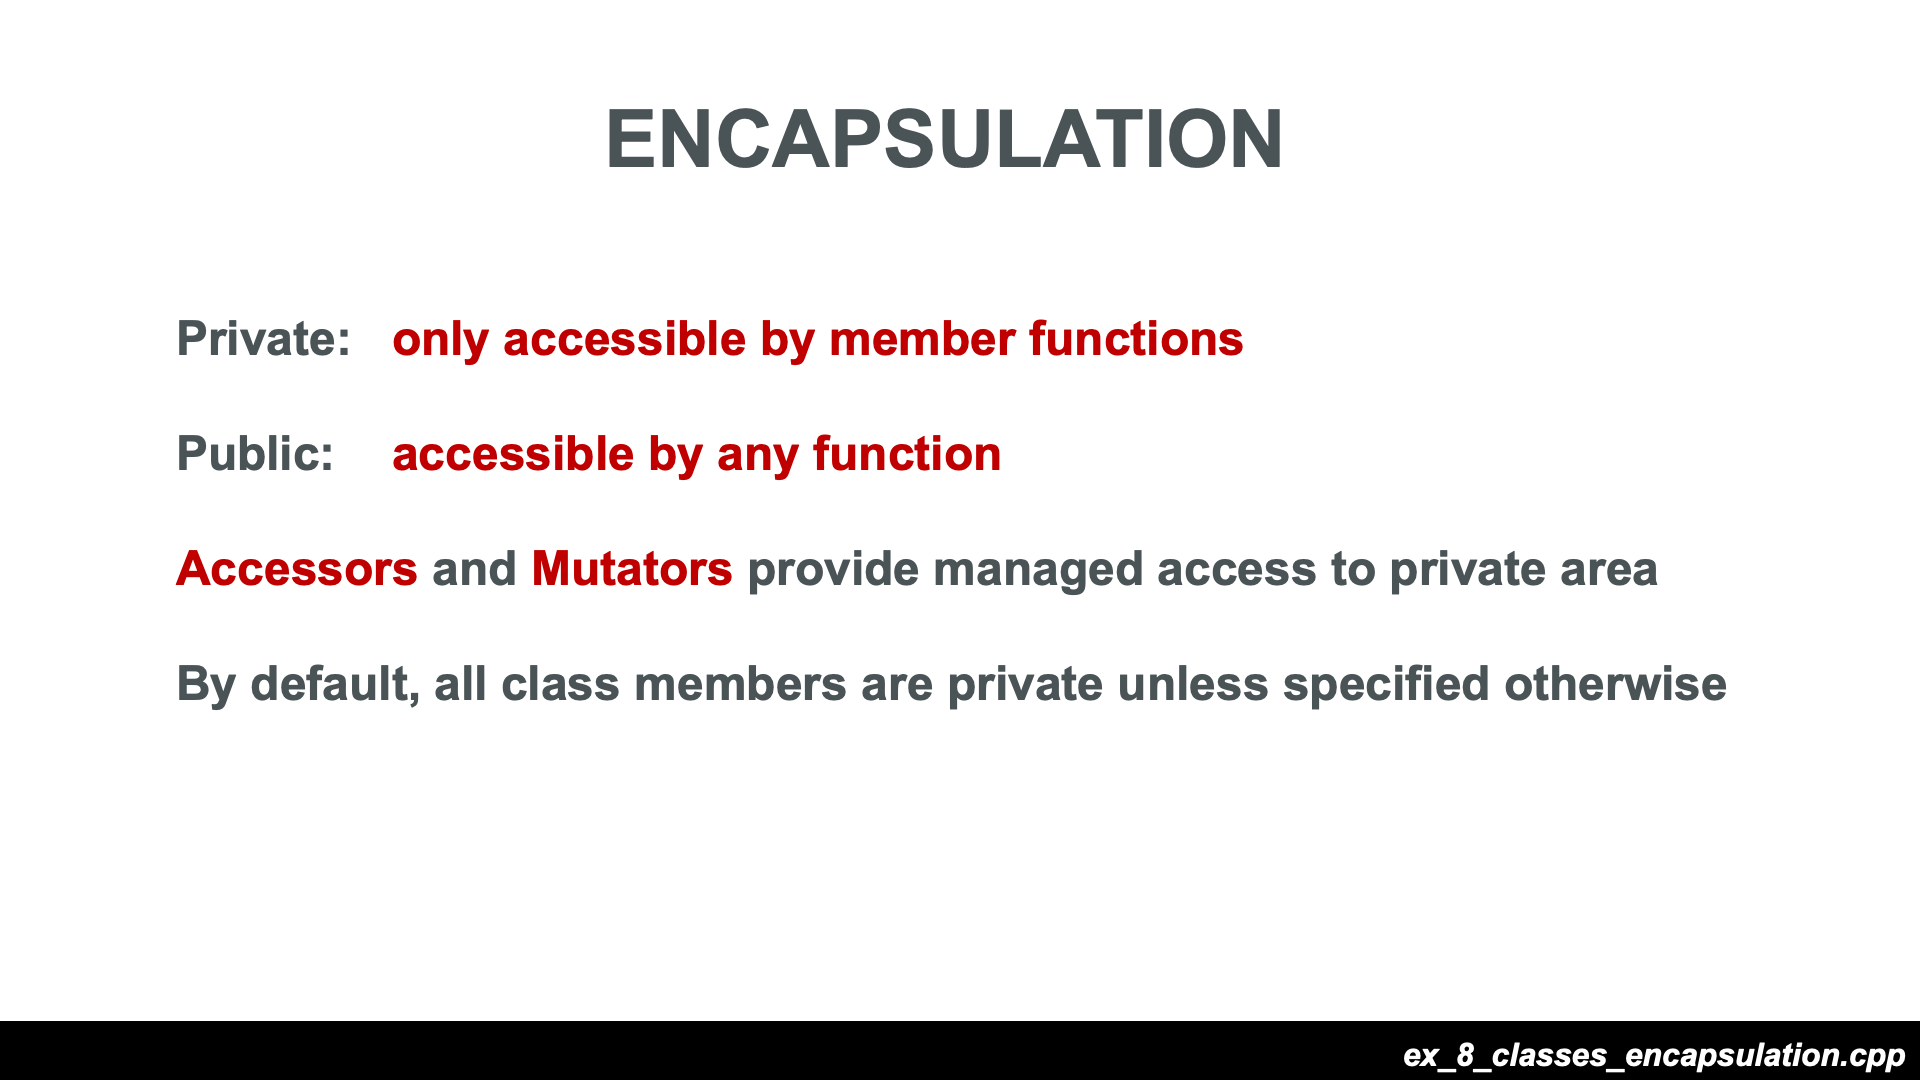 ENCAPSULATION
Private: only accessible by member functions
Public: accessible by any function
Accessors and Mutators provide managed access to private area
By default, all class members are private unless specified otherwise
ex_8_classes_encapsulation.cpp